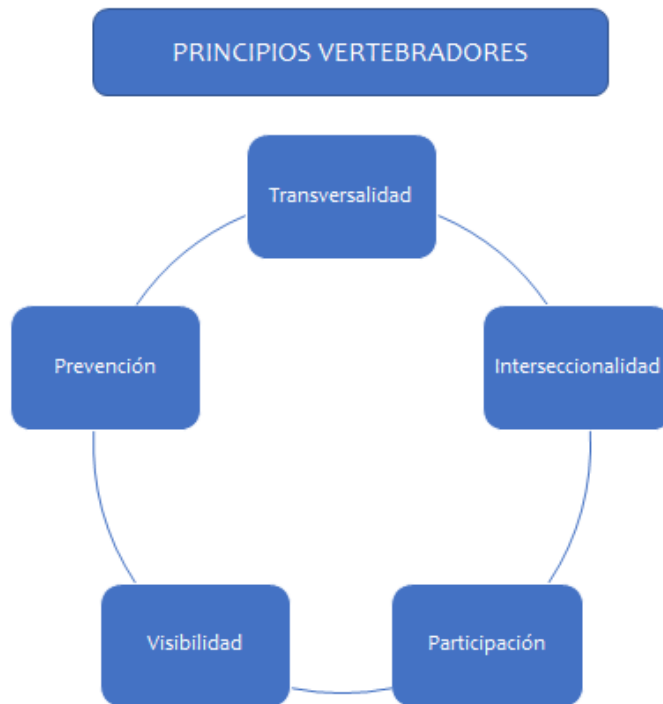 PRINCIPIOS VERTEBRADORES
Transversalidad
Interseccionalidad
Participación
Visibilidad
Prevención